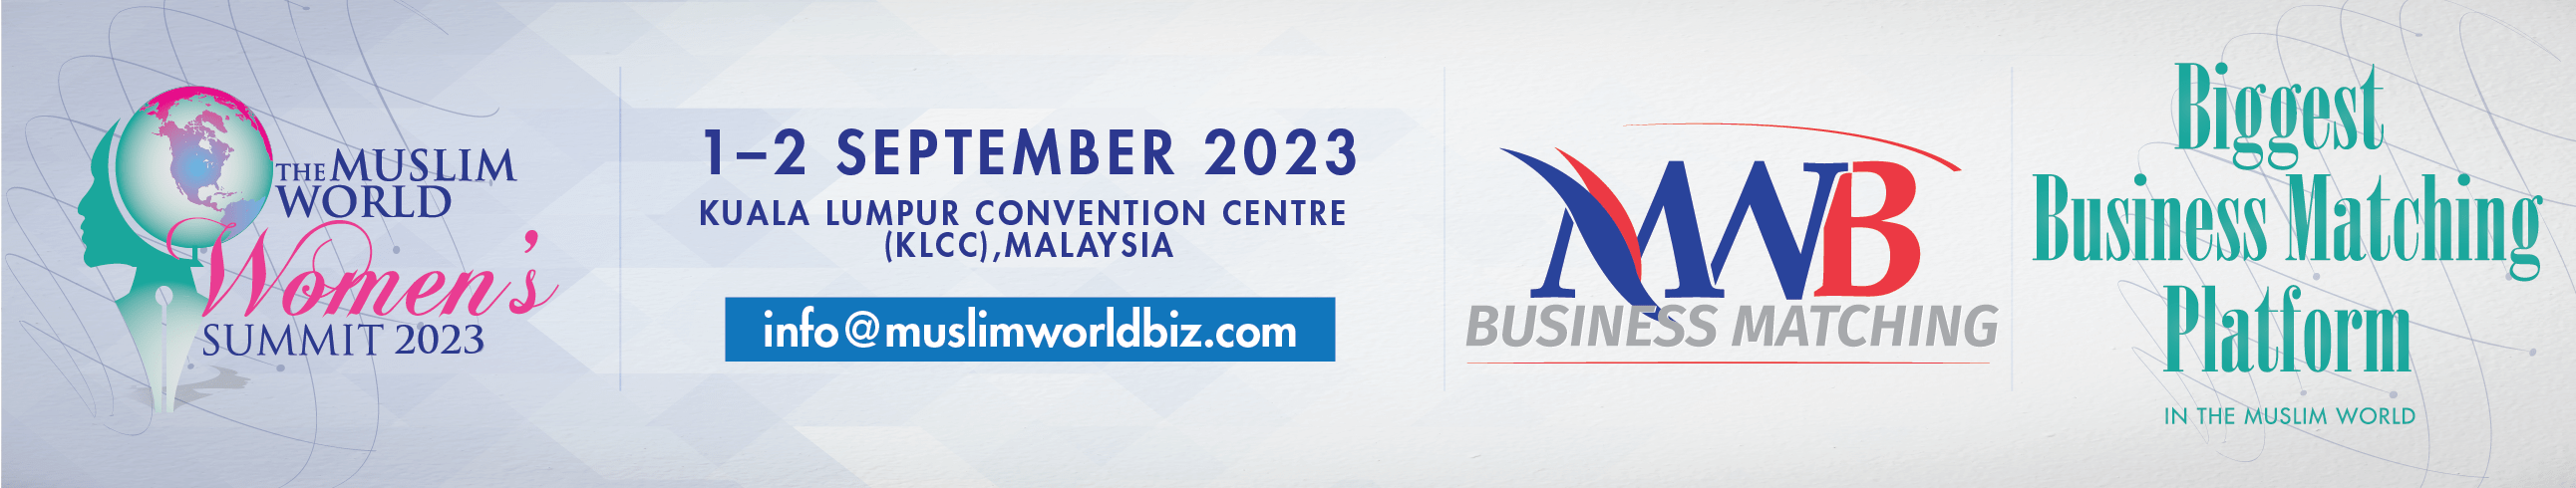 THE MUSLIM
WORLD
Women's
SUMMIT 2023
1–2 SEPTEMBER 2023
KUALA LUMPUR CONVENTION CENTRE
(KLCC),MALAYSIA
info@muslimworldbiz.com
MWB
BUSINESS MATCHING
Biggest
Business Matching
Platform
IN THE MUSLIM WORLD